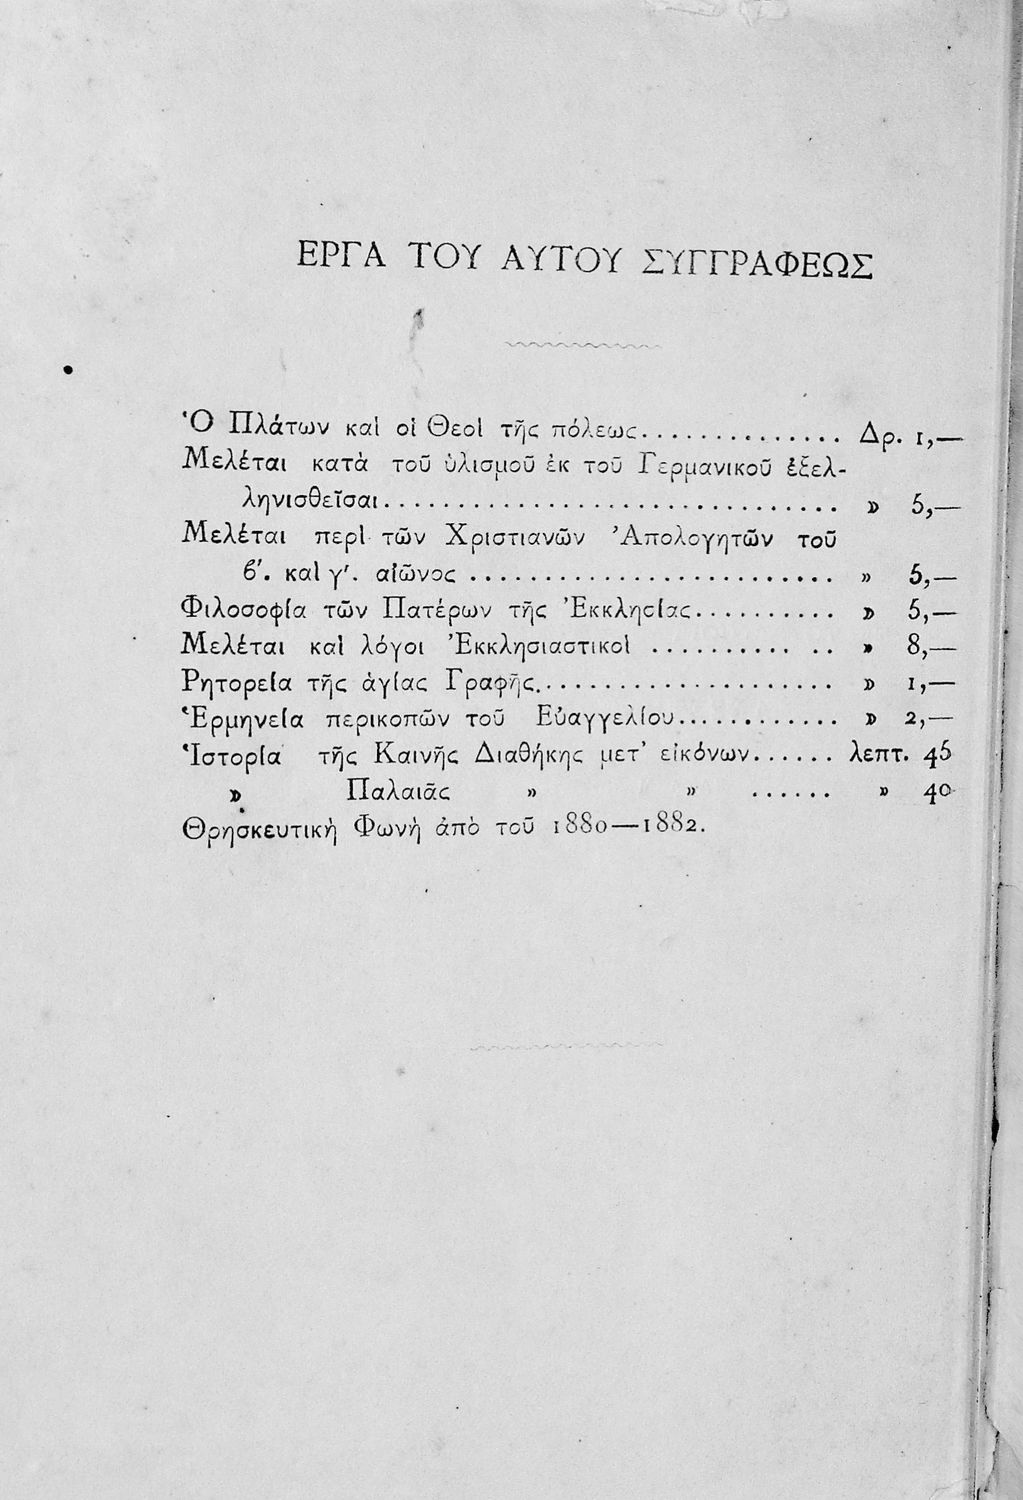 ΕΡΓΑ ΤΟΥ ΑΥΤΟΥ ΣΥΓΓΡΑΦΕΩΣ
Ὁ Πλάτων καὶ οἱ Θεοὶ τῆς πόλεως............... Δρ. 1,—
Μελέται κατὰ τοῦ ὑλισμοῦ ἐκ τοῦ Γερμανικοῦ ἐξελ-
ληνισθεῖσαι................................ » 5,—
Μελέται περὶ τῶν Χριστιανῶν Ἀπολογητῶν τοῦ
ϐ′. καὶ γ′. αἰῶνος .......................... » 5,—
Φιλοσοφία τῶν Πατέρων τῆς Ἐκκλησίας.......... » 5,—
Μελέται καὶ λόγοι Ἐκκλησιαστικοὶ ............ » 8,—
Ρητορεία τῆς ἁγίας Γραφῆς..................... » 1,—
Ἑρμηνεία περικοπῶν τοῦ Εὐαγγελίου............ » 2,—
Ἱστορία τῆς Καινῆς Διαθήκης μετ' εἰκόνων...... λεπτ. 45
» Παλαιᾶς » » ...... » 40
Θρησκευτικὴ Φωνὴ ἀπὸ τοῦ 1880—1882.